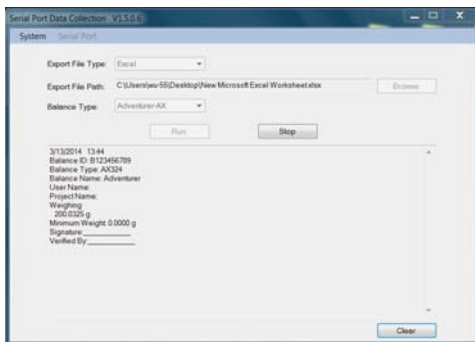 Serial Port Data Collection V1.5.0.6
System Serial Port
Export File Type: Excel
Export File Path: C:\Users\wu-55\Desktop\New Microsoft Excel Worksheet.xlsx Browse
Balance Type: Adventurer-AX
Run Stop
3/13/2014 13:44
Balance ID: B123456789
Balance Type: AX324
Balance Name: Adventurer
User Name:
Project Name:
Weighing
200.0325 g
Minimum Weight: 0.0000 g
Signature:____________
Verified By:____________
Clear